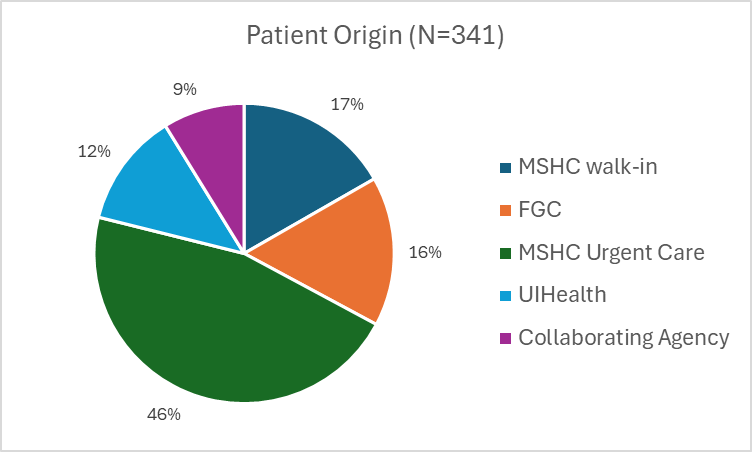 Patient Origin (N=341)
9%
17%
12%
16%
46%
MSHC walk-in
FGC
MSHC Urgent Care
UIHealth
Collaborating Agency